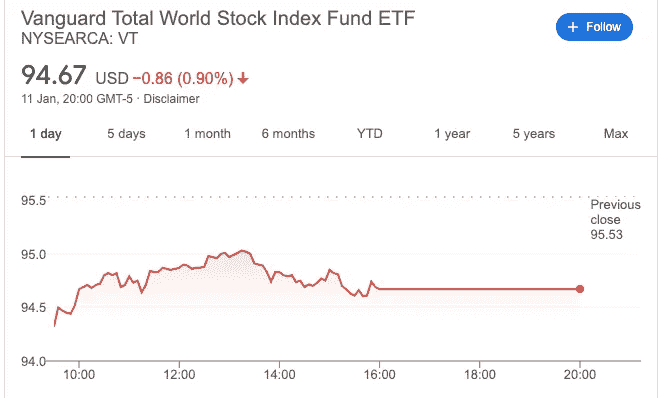 Vanguard Total World Stock Index Fund ETF
NYSEARCA: VT
+ Follow
94.67 USD −0.86 (0.90%) ↓
11 Jan, 20:00 GMT-5 · Disclaimer
1 day 5 days 1 month 6 months YTD 1 year 5 years Max
95.5
Previous
close
95.53
95.0
94.5
94.0
10:00 12:00 14:00 16:00 18:00 20:00